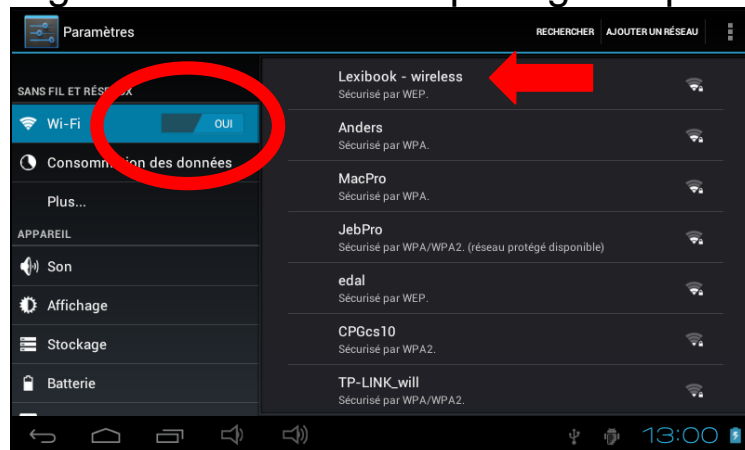 Paramètres
RECHERCHER
AJOUTER UN RÉSEAU
SANS FIL ET RÉSEAUX
Wi-Fi
OUI
Consommation des données
Plus...
APPAREIL
Son
Affichage
Stockage
Batterie
Lexibook - wireless
Sécurisé par WEP.
Anders
Sécurisé par WPA.
MacPro
Sécurisé par WPA.
JebPro
Sécurisé par WPA/WPA2. (réseau protégé disponible)
edal
Sécurisé par WEP.
CPGcs10
Sécurisé par WPA2.
TP-LINK_will
Sécurisé par WPA/WPA2.
13:00